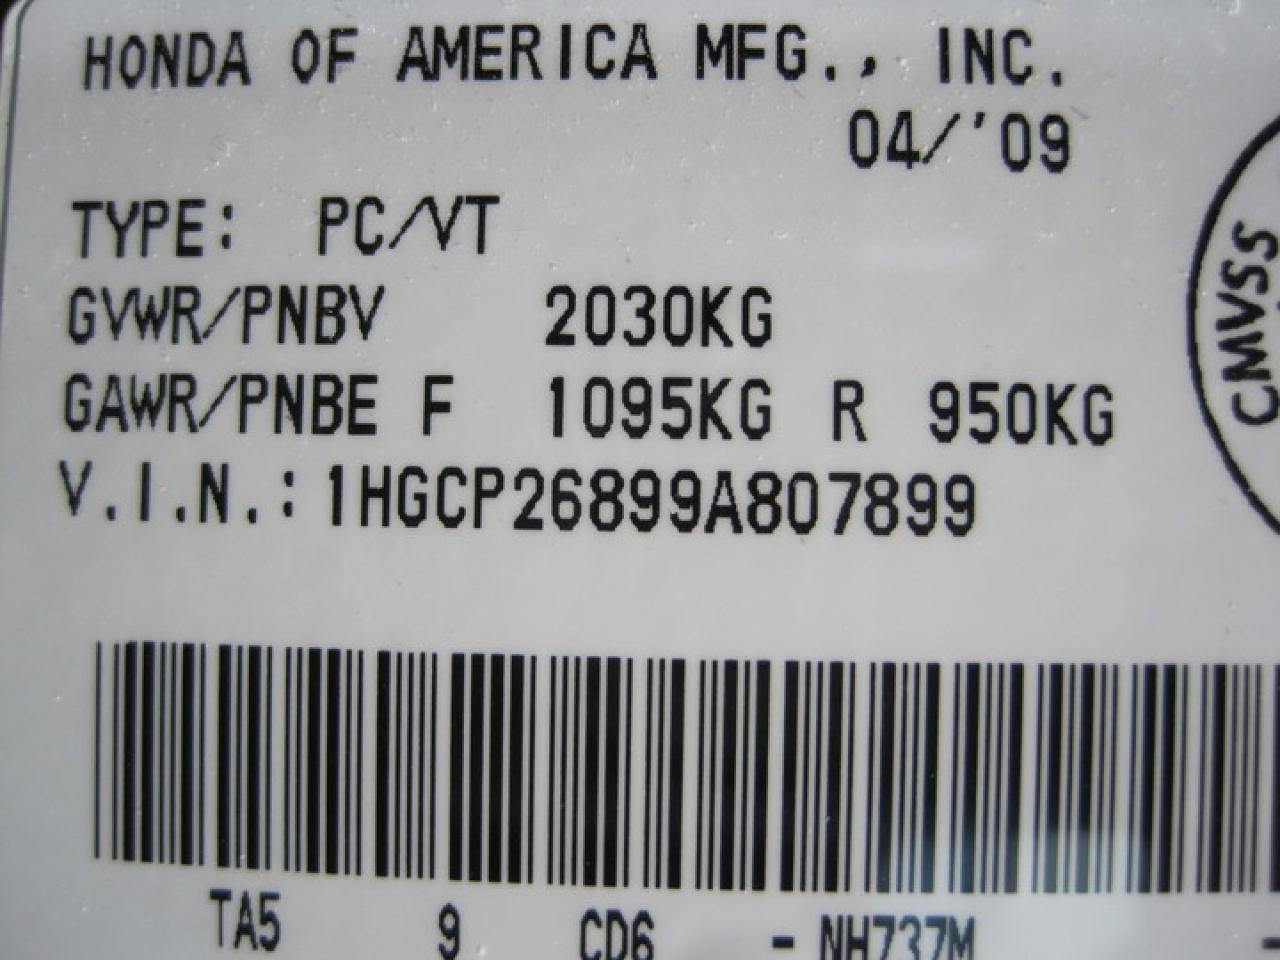 HONDA OF AMERICA MFG., INC.
04/'09
TYPE: PC/VT
GVWR/PNBV 2030KG
GAWR/PNBE F 1095KG R 950KG
V.I.N.: 1HGCP26899A807899
CMVSS
TA5 9 CD6 - NH737M -